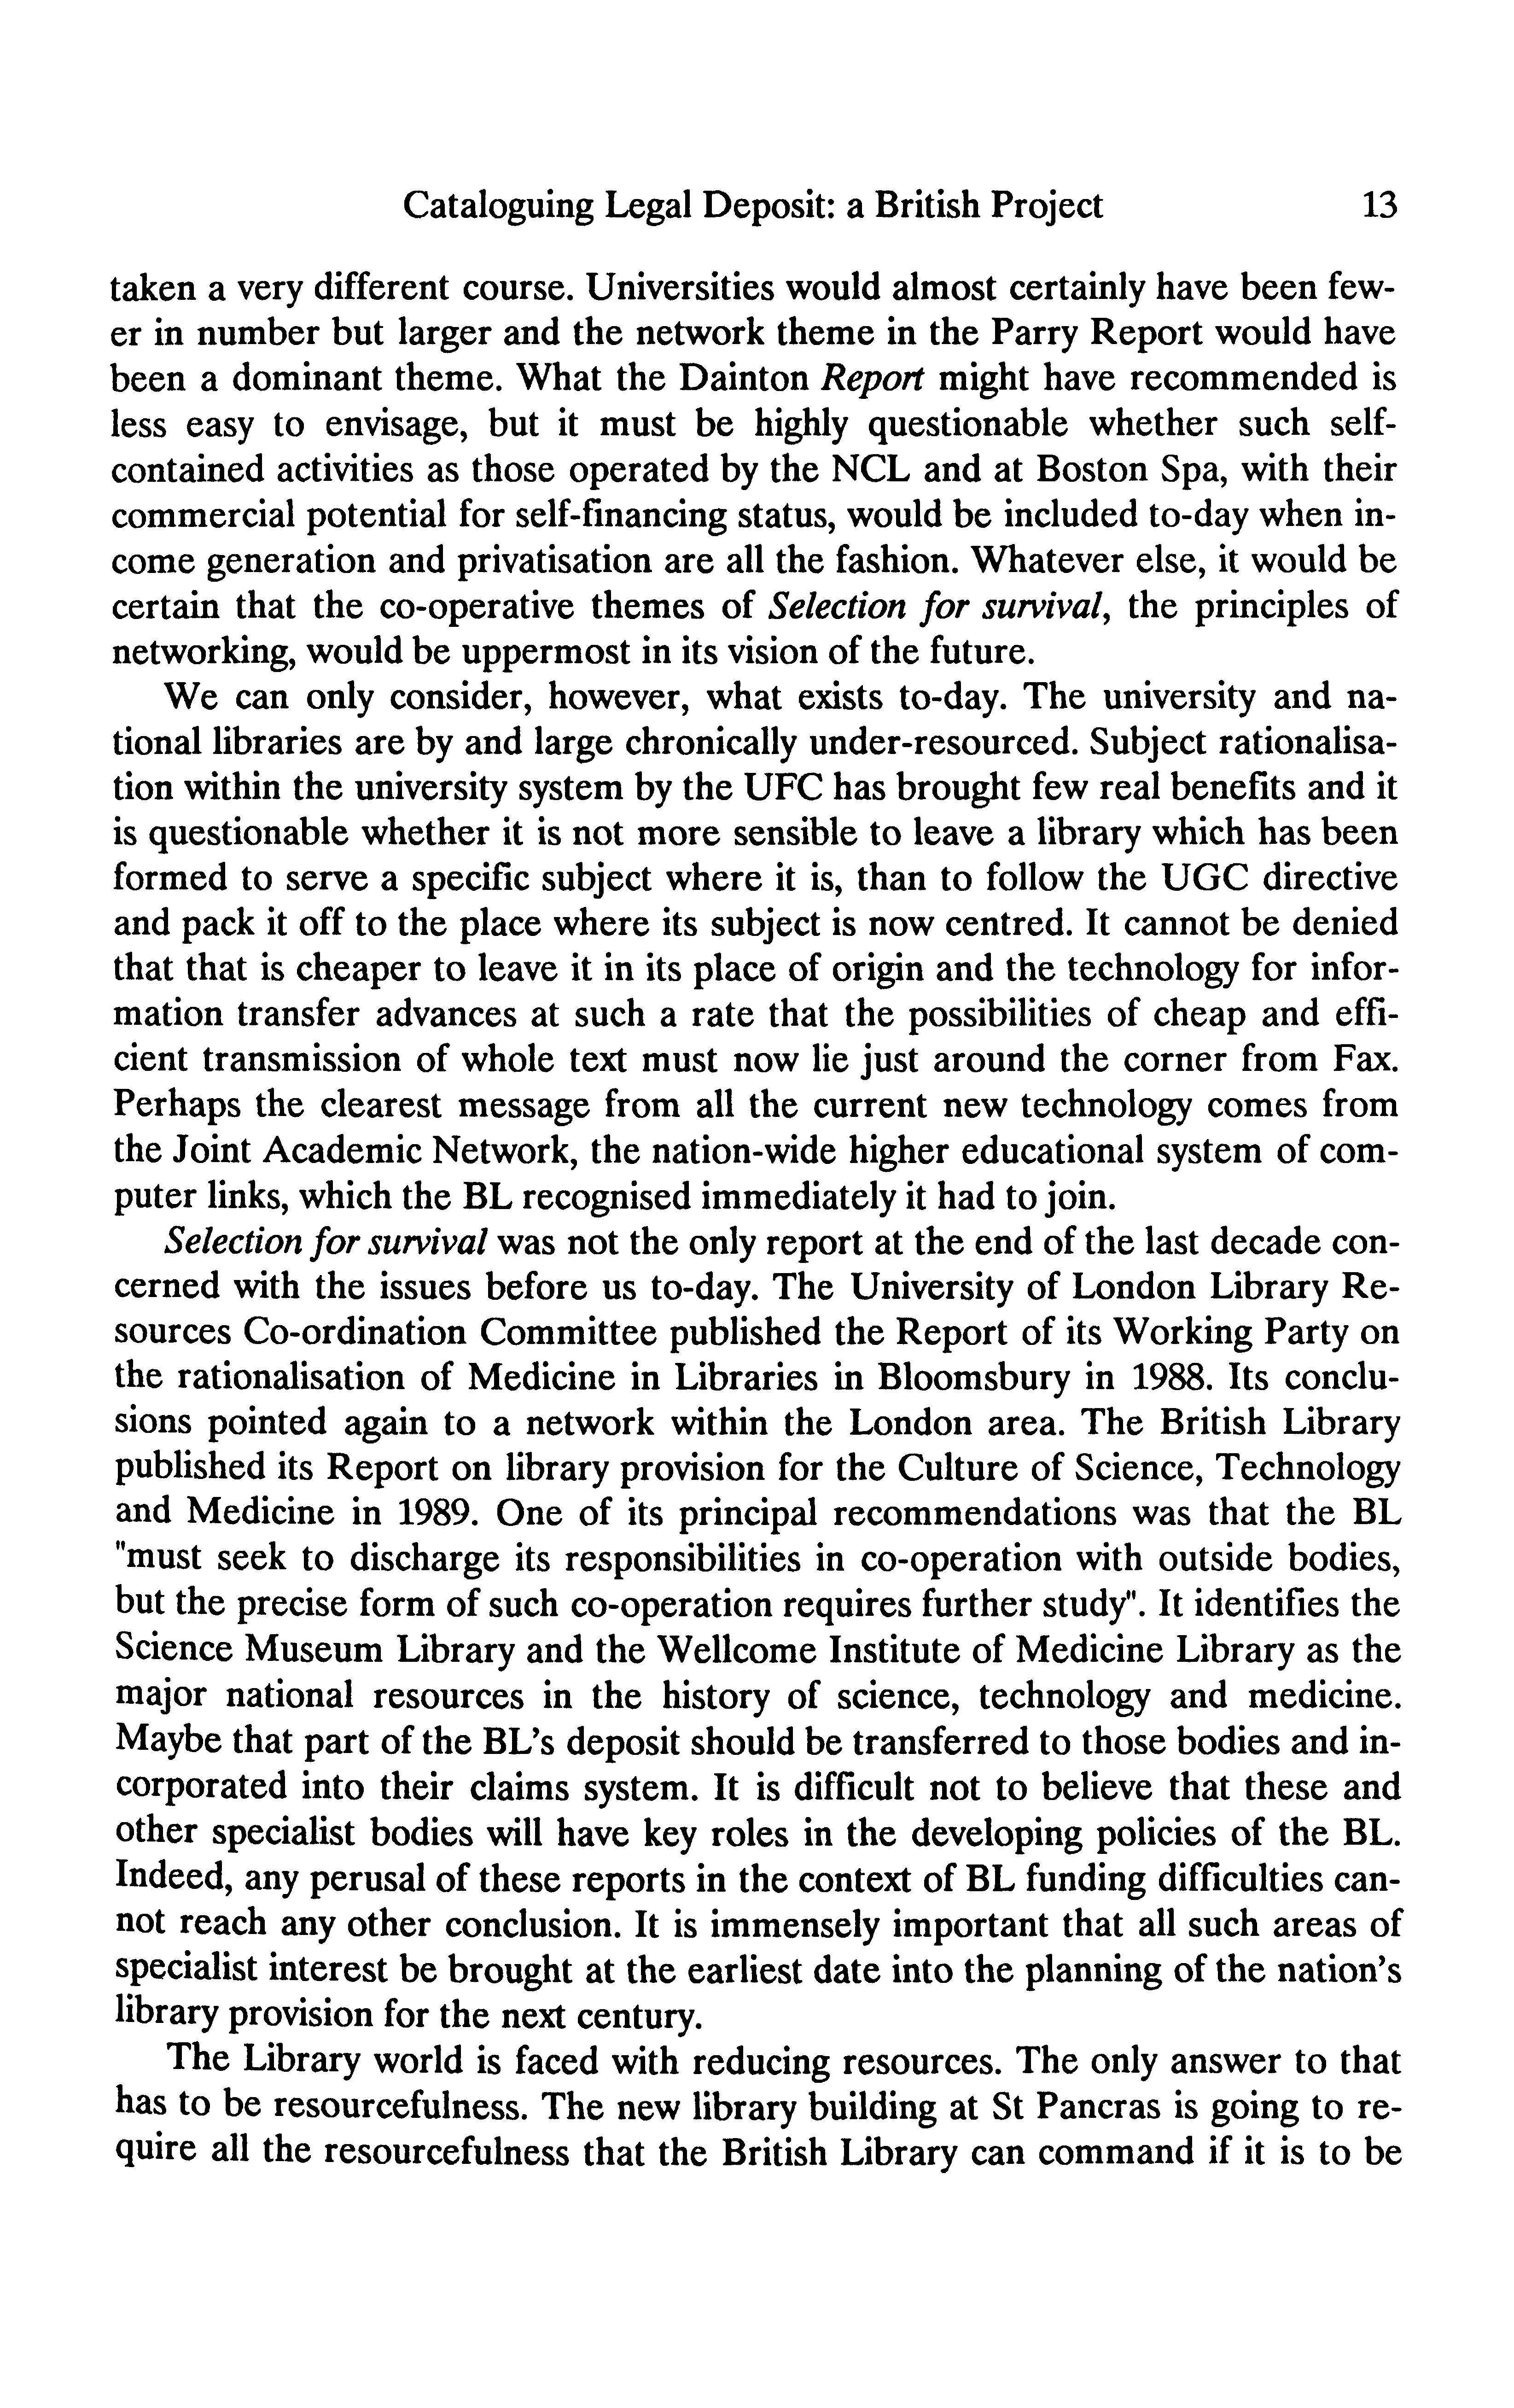 Cataloguing Legal Deposit: a British Project 13
taken a very different course. Universities would almost certainly have been few-
er in number but larger and the network theme in the Parry Report would have
been a dominant theme. What the Dainton Report might have recommended is
less easy to envisage, but it must be highly questionable whether such self-
contained activities as those operated by the NCL and at Boston Spa, with their
commercial potential for self-financing status, would be included to-day when in-
come generation and privatisation are all the fashion. Whatever else, it would be
certain that the co-operative themes of Selection for survival, the principles of
networking, would be uppermost in its vision of the future.
We can only consider, however, what exists to-day. The university and na-
tional libraries are by and large chronically under-resourced. Subject rationalisa-
tion within the university system by the UFC has brought few real benefits and it
is questionable whether it is not more sensible to leave a library which has been
formed to serve a specific subject where it is, than to follow the UGC directive
and pack it off to the place where its subject is now centred. It cannot be denied
that that is cheaper to leave it in its place of origin and the technology for infor-
mation transfer advances at such a rate that the possibilities of cheap and effi-
cient transmission of whole text must now lie just around the corner from Fax.
Perhaps the clearest message from all the current new technology comes from
the Joint Academic Network, the nation-wide higher educational system of com-
puter links, which the BL recognised immediately it had to join.
Selection for survival was not the only report at the end of the last decade con-
cerned with the issues before us to-day. The University of London Library Re-
sources Co-ordination Committee published the Report of its Working Party on
the rationalisation of Medicine in Libraries in Bloomsbury in 1988. Its conclu-
sions pointed again to a network within the London area. The British Library
published its Report on library provision for the Culture of Science, Technology
and Medicine in 1989. One of its principal recommendations was that the BL
"must seek to discharge its responsibilities in co-operation with outside bodies,
but the precise form of such co-operation requires further study". It identifies the
Science Museum Library and the Wellcome Institute of Medicine Library as the
major national resources in the history of science, technology and medicine.
Maybe that part of the BL's deposit should be transferred to those bodies and in-
corporated into their claims system. It is difficult not to believe that these and
other specialist bodies will have key roles in the developing policies of the BL.
Indeed, any perusal of these reports in the context of BL funding difficulties can-
not reach any other conclusion. It is immensely important that all such areas of
specialist interest be brought at the earliest date into the planning of the nation's
library provision for the next century.
The Library world is faced with reducing resources. The only answer to that
has to be resourcefulness. The new library building at St Pancras is going to re-
quire all the resourcefulness that the British Library can command if it is to be